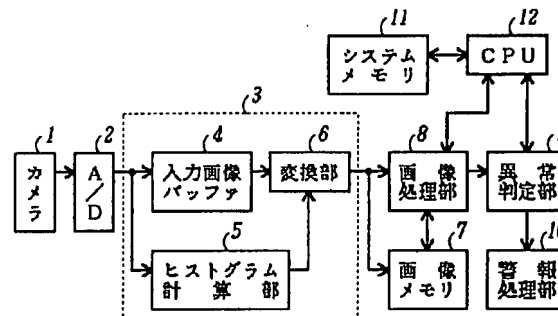 11
システム
メモリ
12
CPU
3
1
カメラ
2
A/D
4
入力画像
バッファ
6
変換部
8
画像
処理部
異常
判定部
5
ヒストグラム
計算部
7
画像
メモリ
警報
処理部